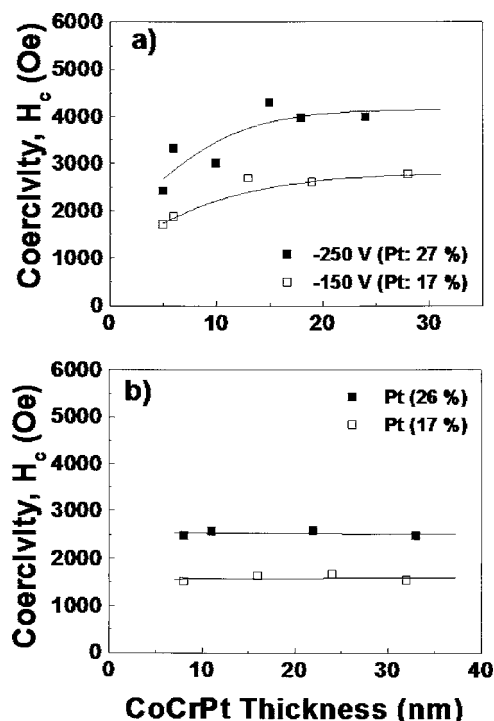 a)
Coercivity, Hc (Oe)
6000
5000
4000
3000
2000
1000
0
-250 V (Pt: 27 %)
-150 V (Pt: 17 %)
0 10 20 30
b)
Coercivity, Hc (Oe)
6000
5000
4000
3000
2000
1000
0
Pt (26 %)
Pt (17 %)
0 10 20 30 40
CoCrPt Thickness (nm)